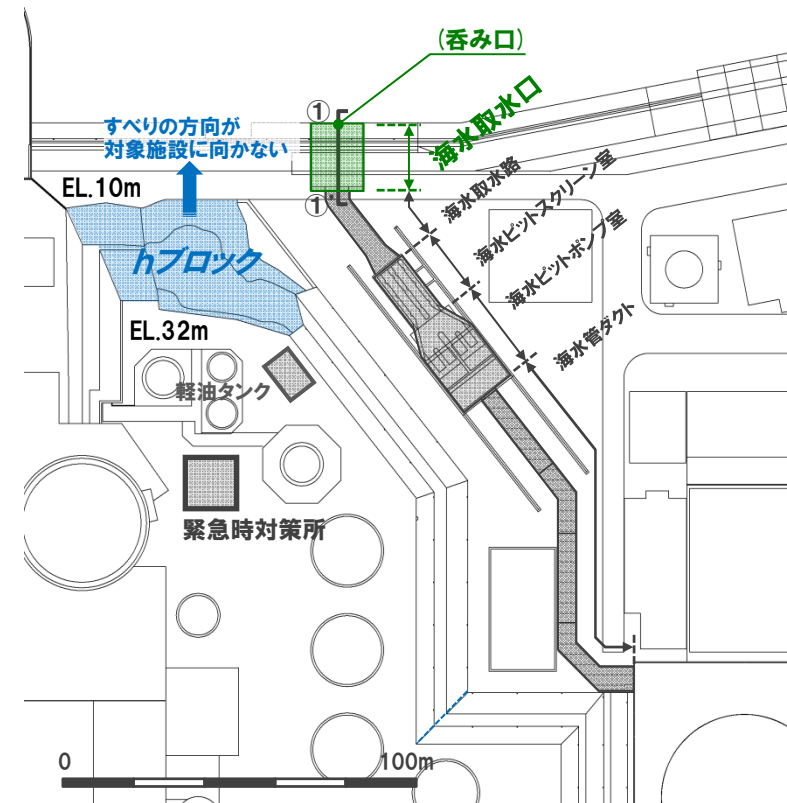 (呑み口)
①
海水取水口
すべりの方向が
対象施設に向かない
EL.10m
①
海水取水路
海水ピットスクリーン室
海水ピットポンプ室
海水管ダクト
hブロック
EL.32m
軽油タンク
緊急時対策所
0
100m